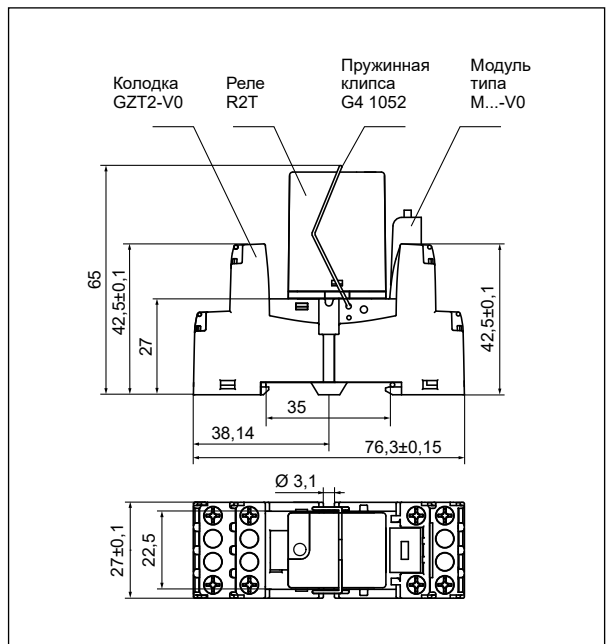 Колодка
GZT2-V0
Реле
R2T
Пружинная
клипса
G4 1052
Модуль
типа
M...-V0
65
42,5±0,1
27
42,5±0,1
35
38,14
76,3±0,15
Ø 3,1
27±0,1
22,5